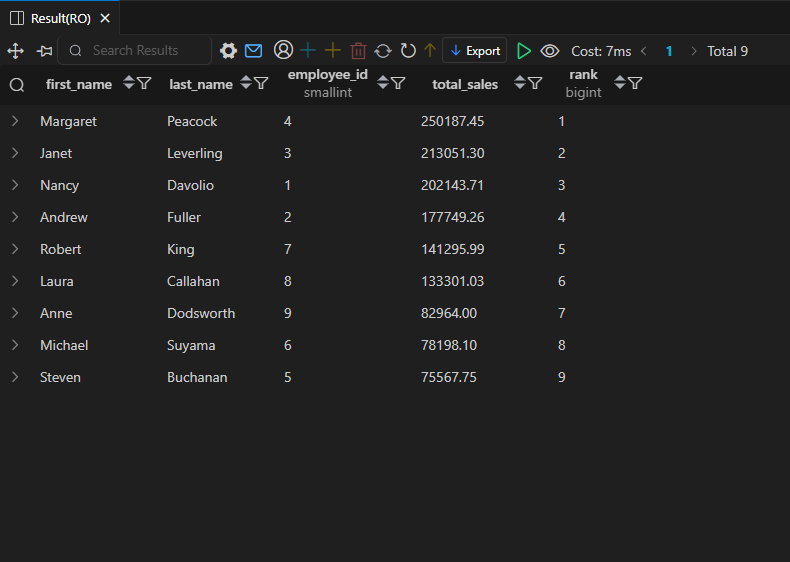 Result(RO)
Search Results
Export
Cost: 7ms
1
Total 9
first_name last_name employee_id smallint total_sales rank bigint
Margaret Peacock 4 250187.45 1
Janet Leverling 3 213051.30 2
Nancy Davolio 1 202143.71 3
Andrew Fuller 2 177749.26 4
Robert King 7 141295.99 5
Laura Callahan 8 133301.03 6
Anne Dodsworth 9 82964.00 7
Michael Suyama 6 78198.10 8
Steven Buchanan 5 75567.75 9